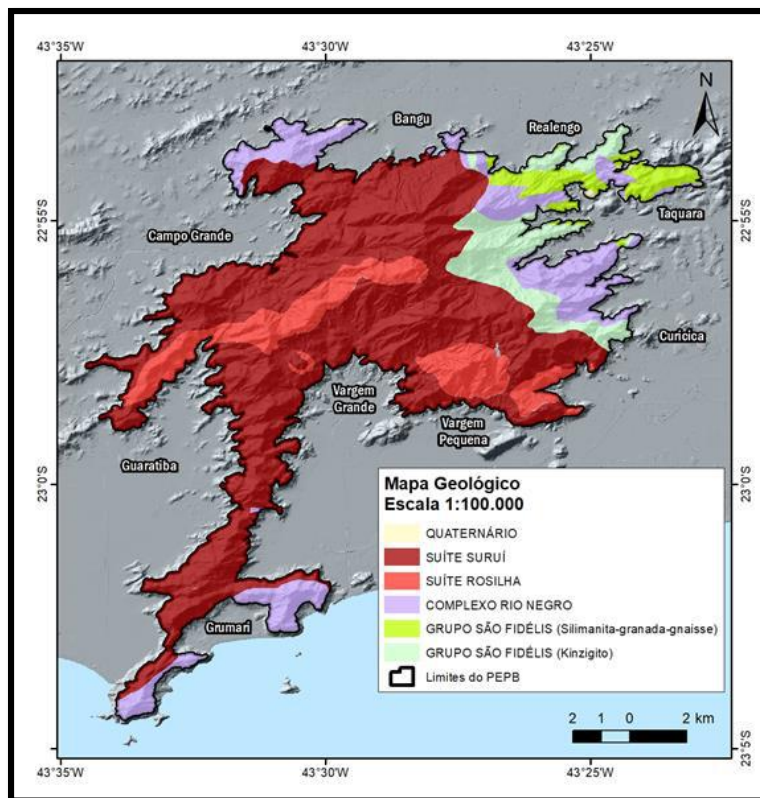 43°35'W 43°30'W 43°25'W
N
Bangu
Realengo
22°55'S
22°55'S
Taquara
Campo Grande
Curicica
Vargem
Grande
Vargem
Pequena
Guaratiba
23°0'S
23°0'S
Mapa Geológico
Escala 1:100.000
QUATERNÁRIO
SUÍTE SURUÍ
SUÍTE ROSILHA
COMPLEXO RIO NEGRO
GRUPO SÃO FIDÉLIS (Silimanita-granada-gnaisse)
GRUPO SÃO FIDÉLIS (Kinzigito)
Limites do PEPB
Grumari
2 1 0 2 km
23°5'S
43°35'W 43°30'W 43°25'W